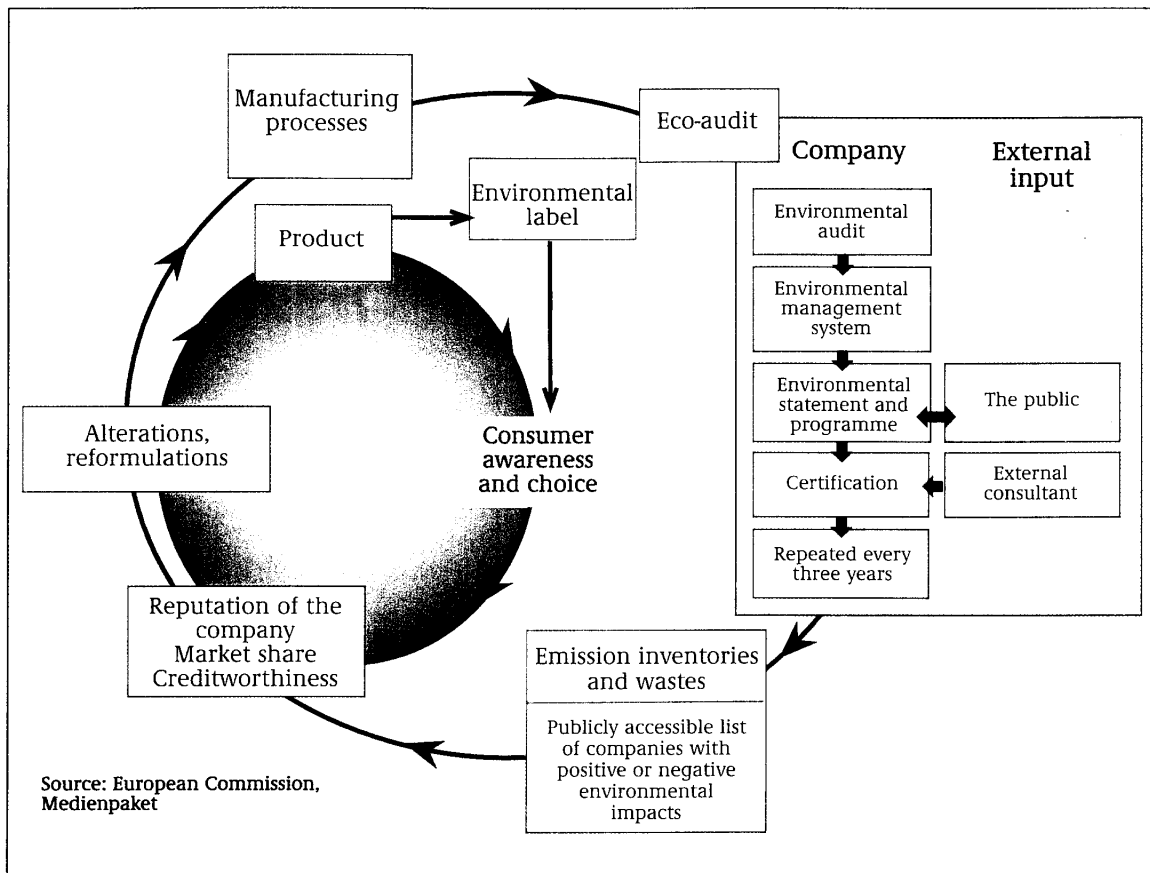 Manufacturing
processes
Eco-audit
Company
External
input
Environmental
label
Product
Environmental
audit
Environmental
management
system
Environmental
statement and
programme
The public
Certification
External
consultant
Repeated every
three years
Alterations,
reformulations
Consumer
awareness
and choice
Reputation of the
company
Market share
Creditworthiness
Emission inventories
and wastes
Publicly accessible list
of companies with
positive or negative
environmental
impacts
Source: European Commission,
Medienpaket